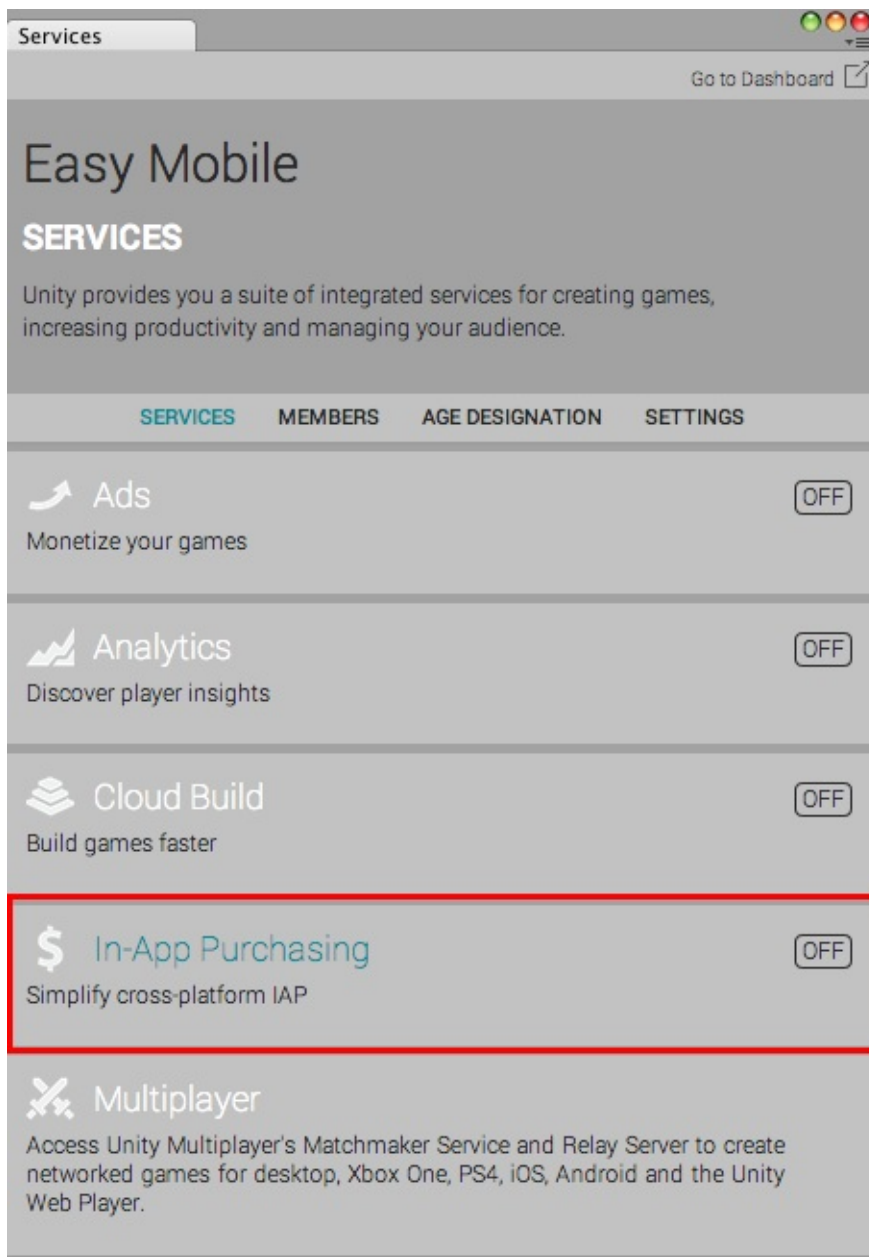 Services
Go to Dashboard
Easy Mobile
SERVICES
Unity provides you a suite of integrated services for creating games,
increasing productivity and managing your audience.
SERVICES MEMBERS AGE DESIGNATION SETTINGS
Ads OFF
Monetize your games
Analytics OFF
Discover player insights
Cloud Build OFF
Build games faster
$ In-App Purchasing OFF
Simplify cross-platform IAP
Multiplayer
Access Unity Multiplayer's Matchmaker Service and Relay Server to create
networked games for desktop, Xbox One, PS4, iOS, Android and the Unity
Web Player.